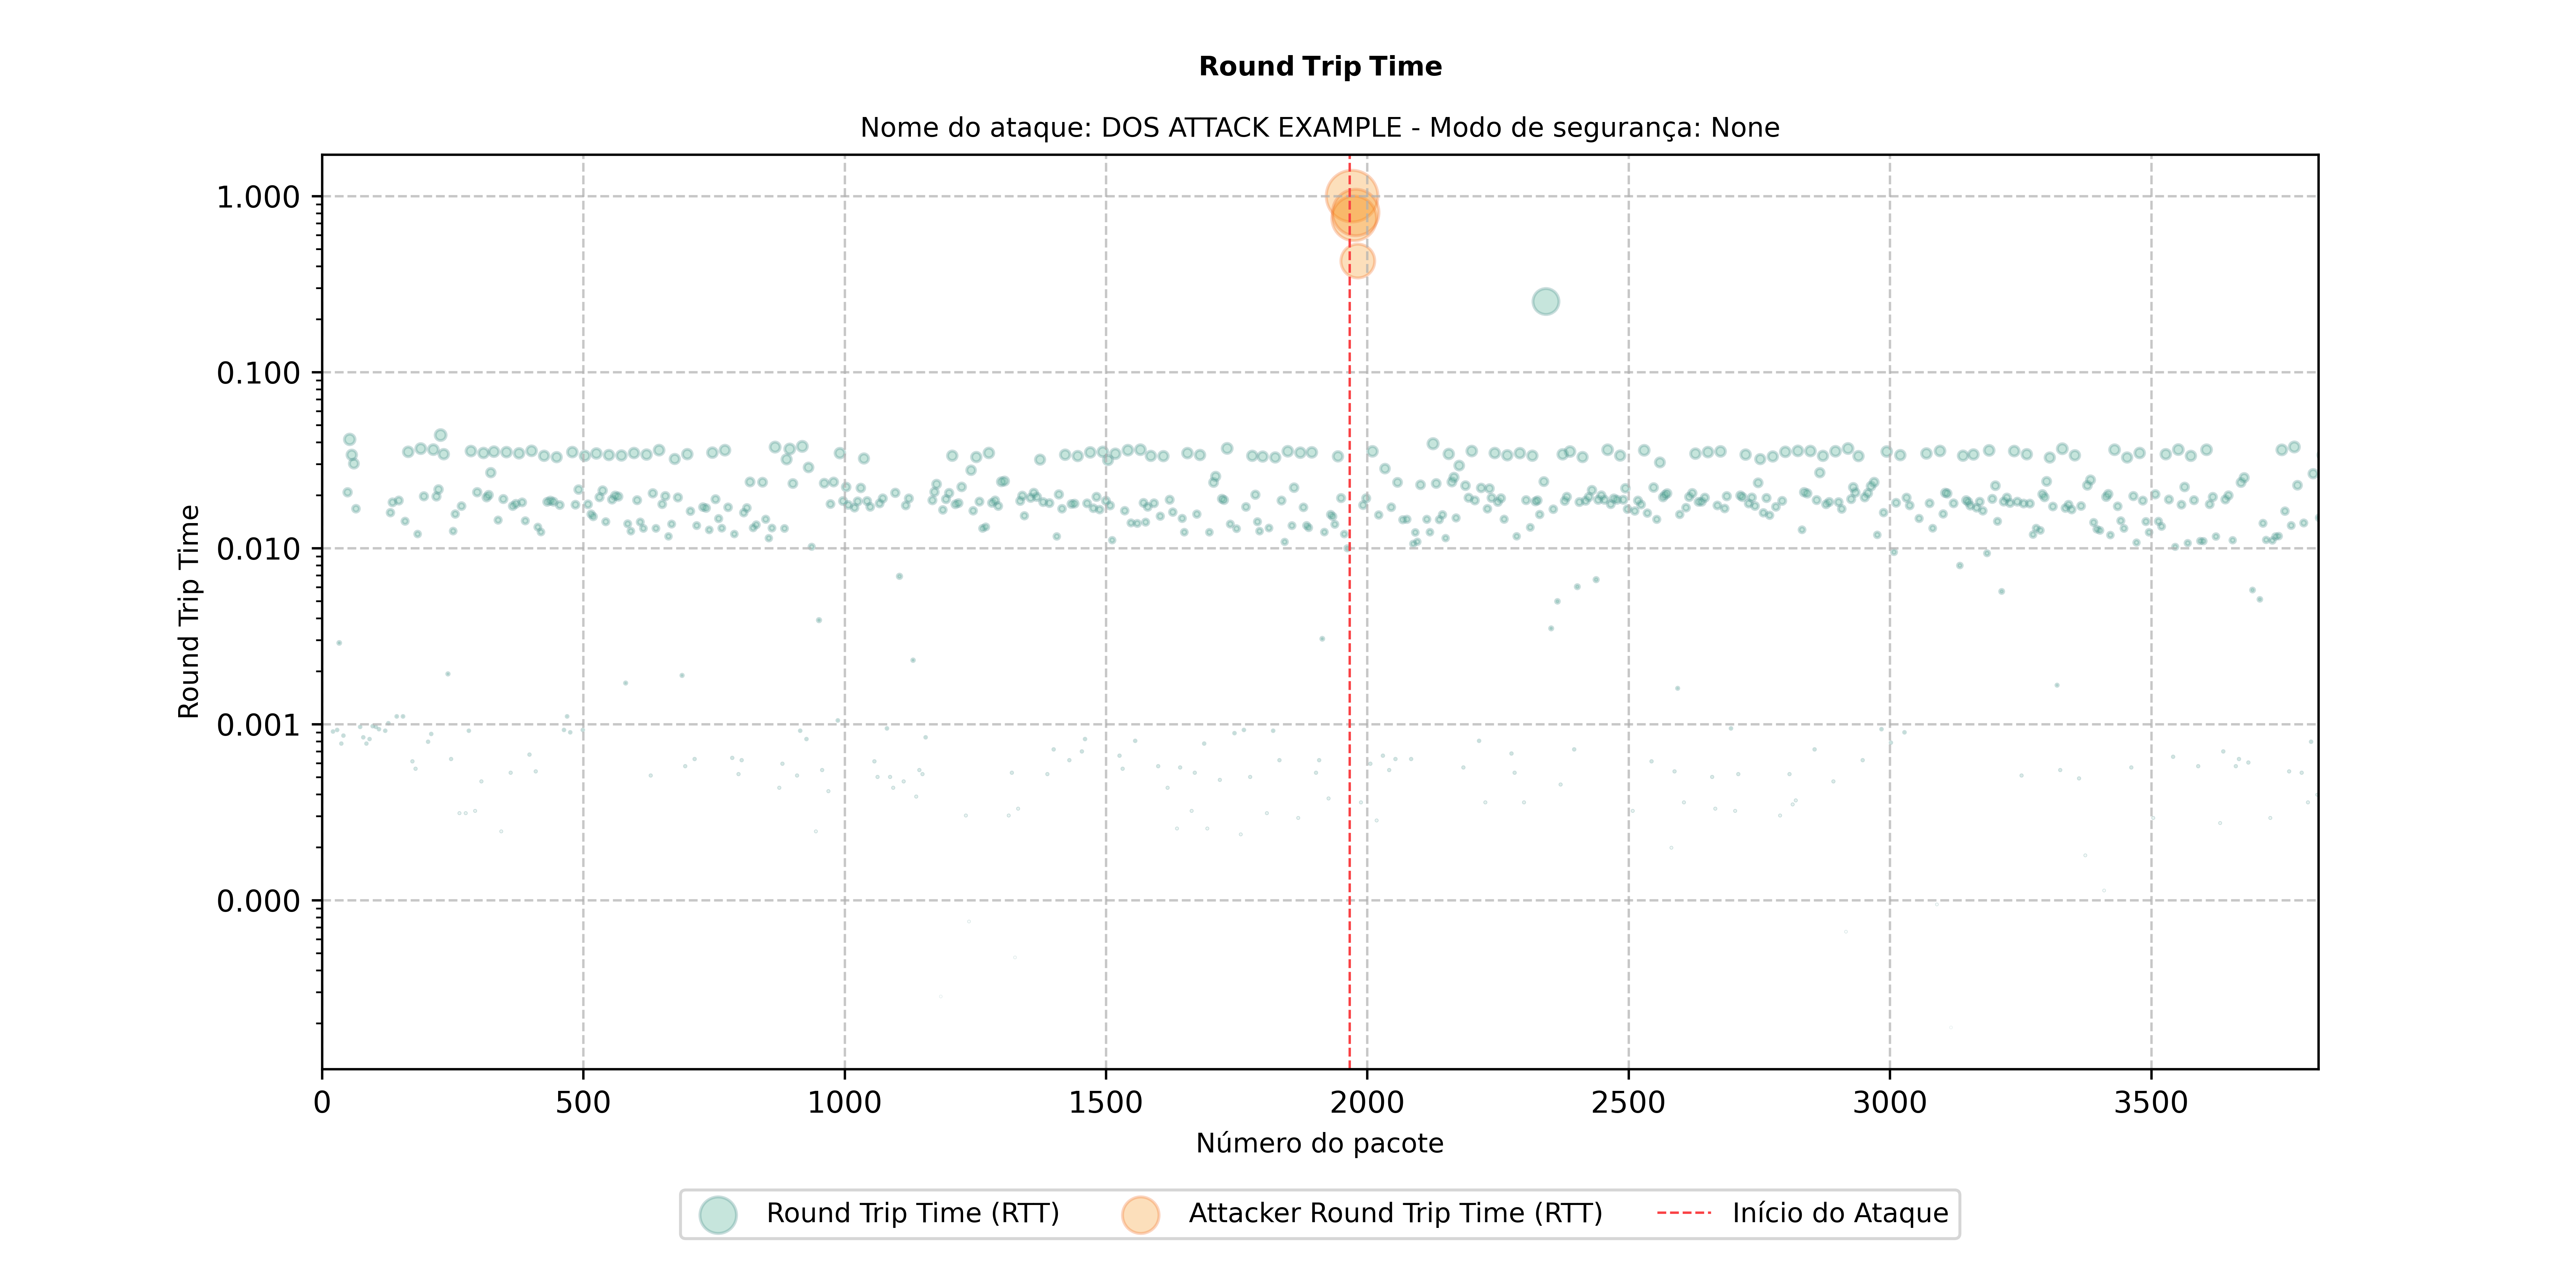 Round Trip Time
Nome do ataque: DOS ATTACK EXAMPLE - Modo de segurança: None
Round Trip Time
1.000
0.100
0.010
0.001
0.000
0 500 1000 1500 2000 2500 3000 3500
Número do pacote
Round Trip Time (RTT) Attacker Round Trip Time (RTT) Início do Ataque